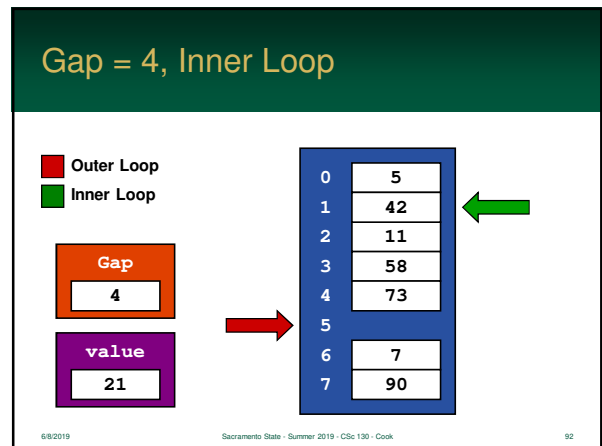 Gap = 4, Inner Loop
Outer Loop
Inner Loop
Gap
4
value
21
0 5
1 42
2 11
3 58
4 73
5
6 7
7 90
6/8/2019 Sacramento State - Summer 2019 - CSc 130 - Cook 92